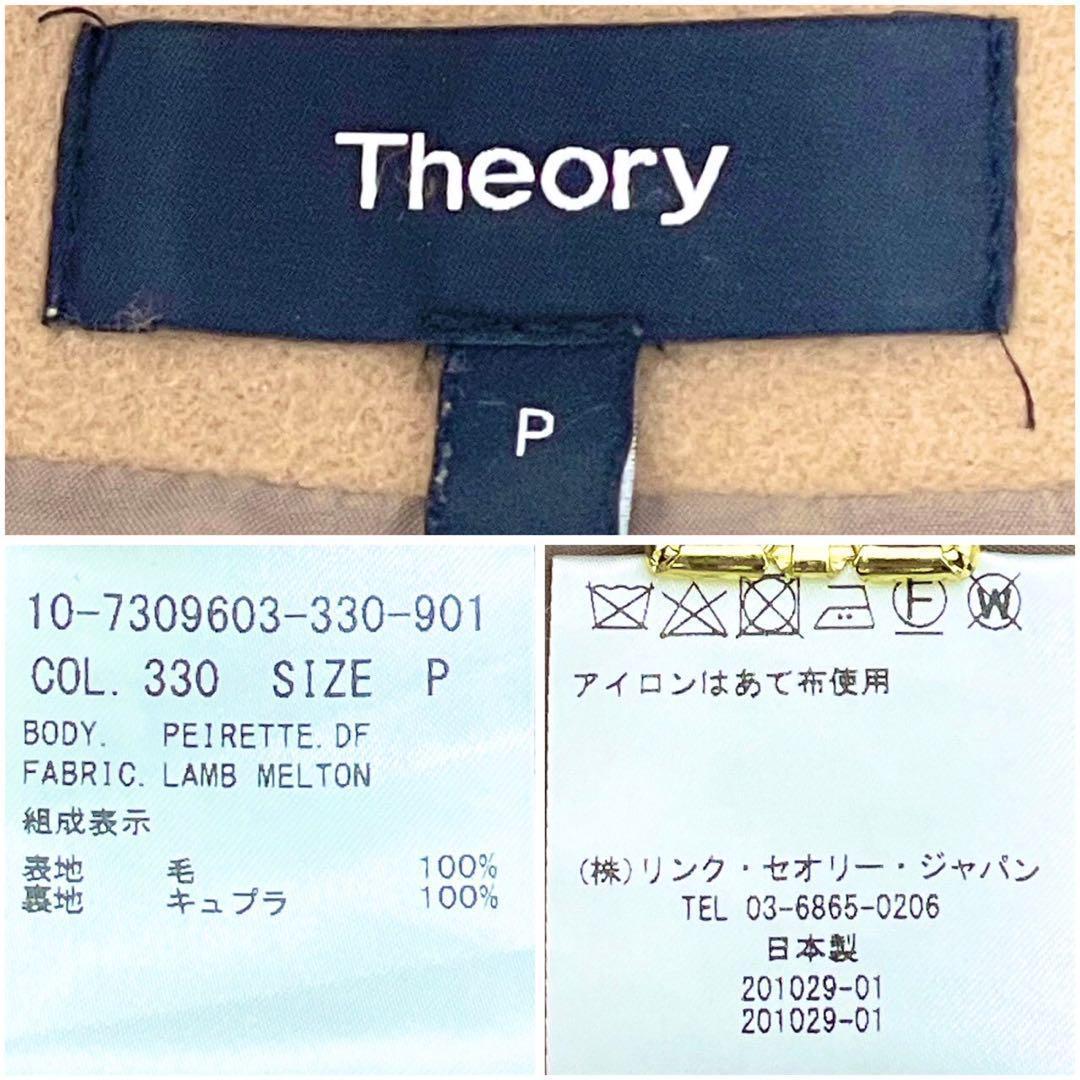 Theory
P
10-7309603-330-901
COL. 330 SIZE P
BODY. PEIRETTE.DF
FABRIC. LAMB MELTON
組成表示
表地 毛 100%
裏地 キュプラ 100%
F W
アイロンはあて布使用
(株)リンク・セオリー・ジャパン
TEL 03-6865-0206
日本製
201029-01
201029-01